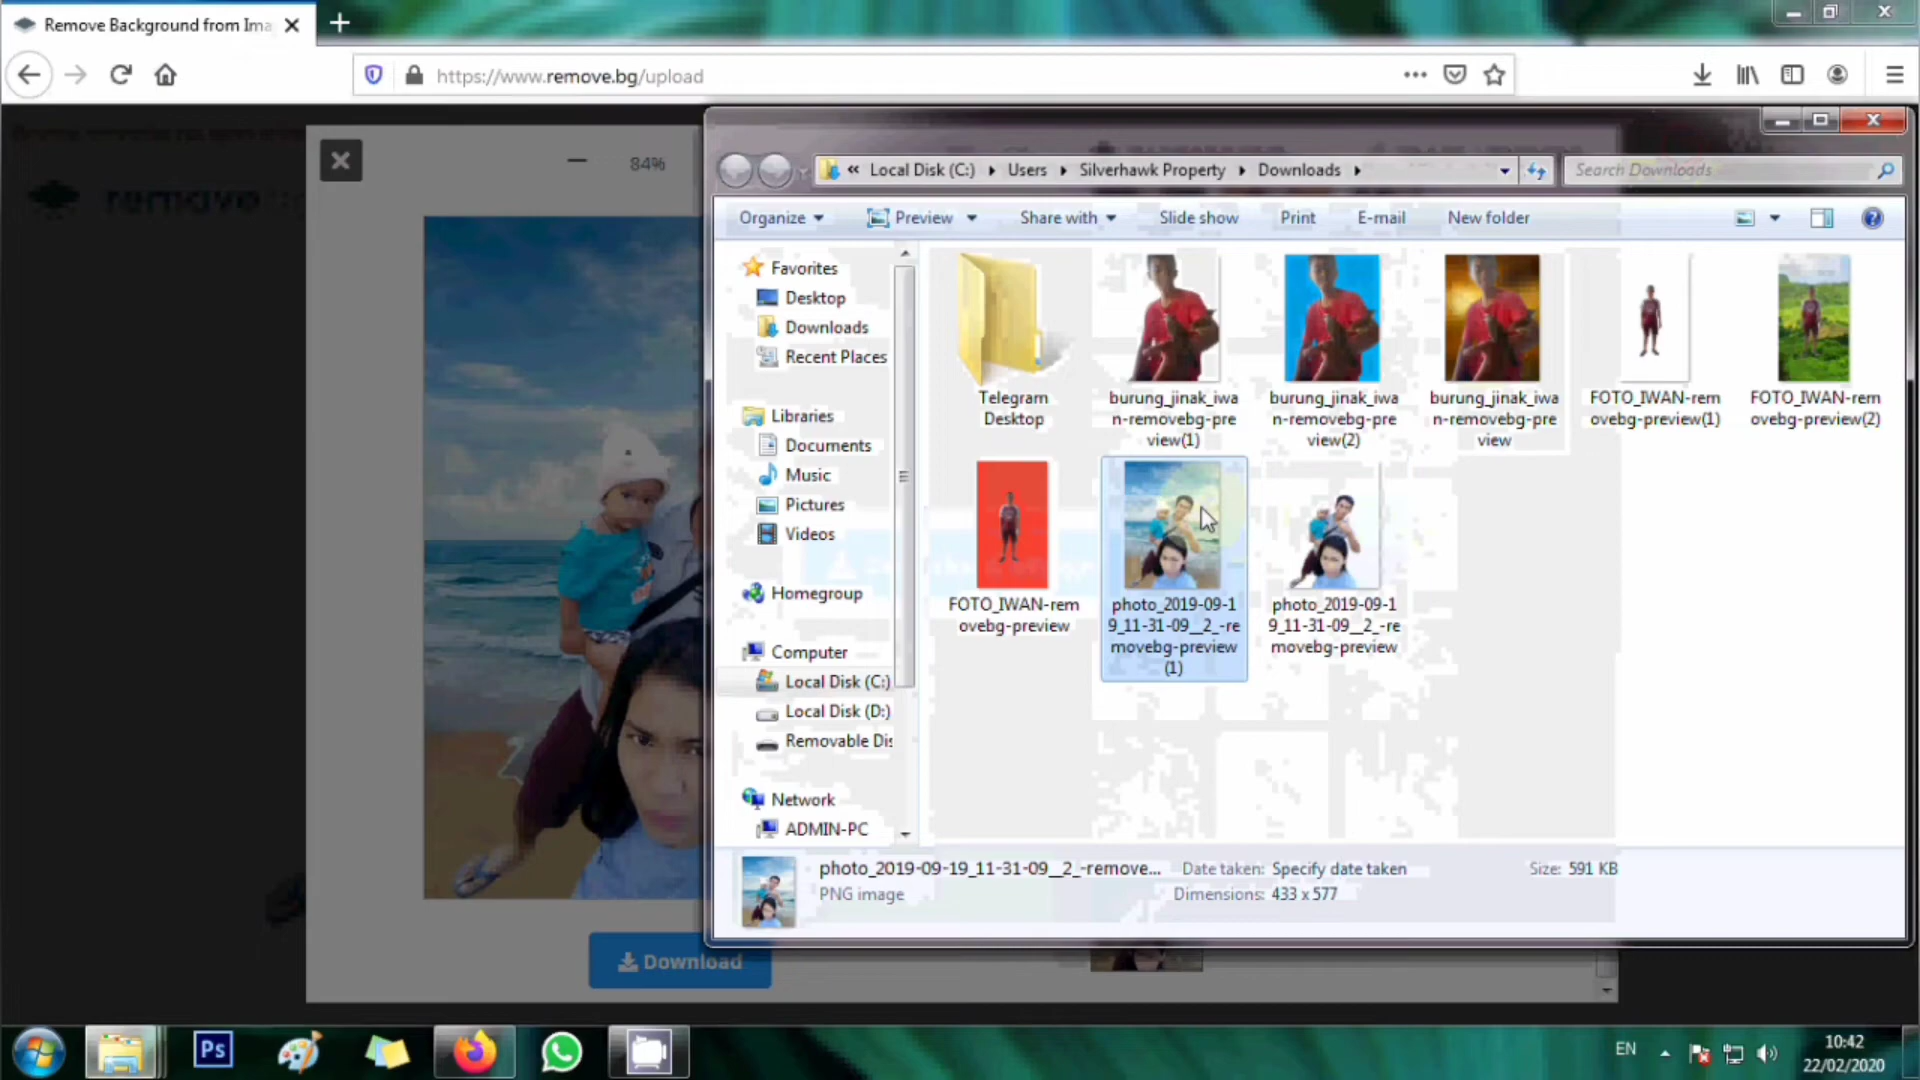 Remove Background from Ima
https://www.remove.bg/upload
84%
remove
« Local Disk (C:) Users Silverhawk Property Downloads
Search Downloads
Organize Preview Share with Slide show Print E-mail New folder
Favorites
Desktop
Downloads
Recent Places
Libraries
Documents
Music
Pictures
Videos
Homegroup
Computer
Local Disk (C:)
Local Disk (D:)
Removable Dis
Network
ADMIN-PC
Telegram
Desktop
burung_jinak_iwa
n-removebg-pre
view(1)
burung_jinak_iwa
n-removebg-pre
view(2)
burung_jinak_iwa
n-removebg-pre
view
FOTO_IWAN-rem
ovebg-preview(1)
FOTO_IWAN-rem
ovebg-preview(2)
FOTO_IWAN-rem
ovebg-preview
photo_2019-09-1
9_11-31-09__2_-re
movebg-preview
(1)
photo_2019-09-1
9_11-31-09__2_-re
movebg-preview
photo_2019-09-19_11-31-09__2_-remove... Date taken: Specify date taken Size: 591 KB
PNG image Dimensions: 433 x 577
Download
Ps
EN
10:42
22/02/2020